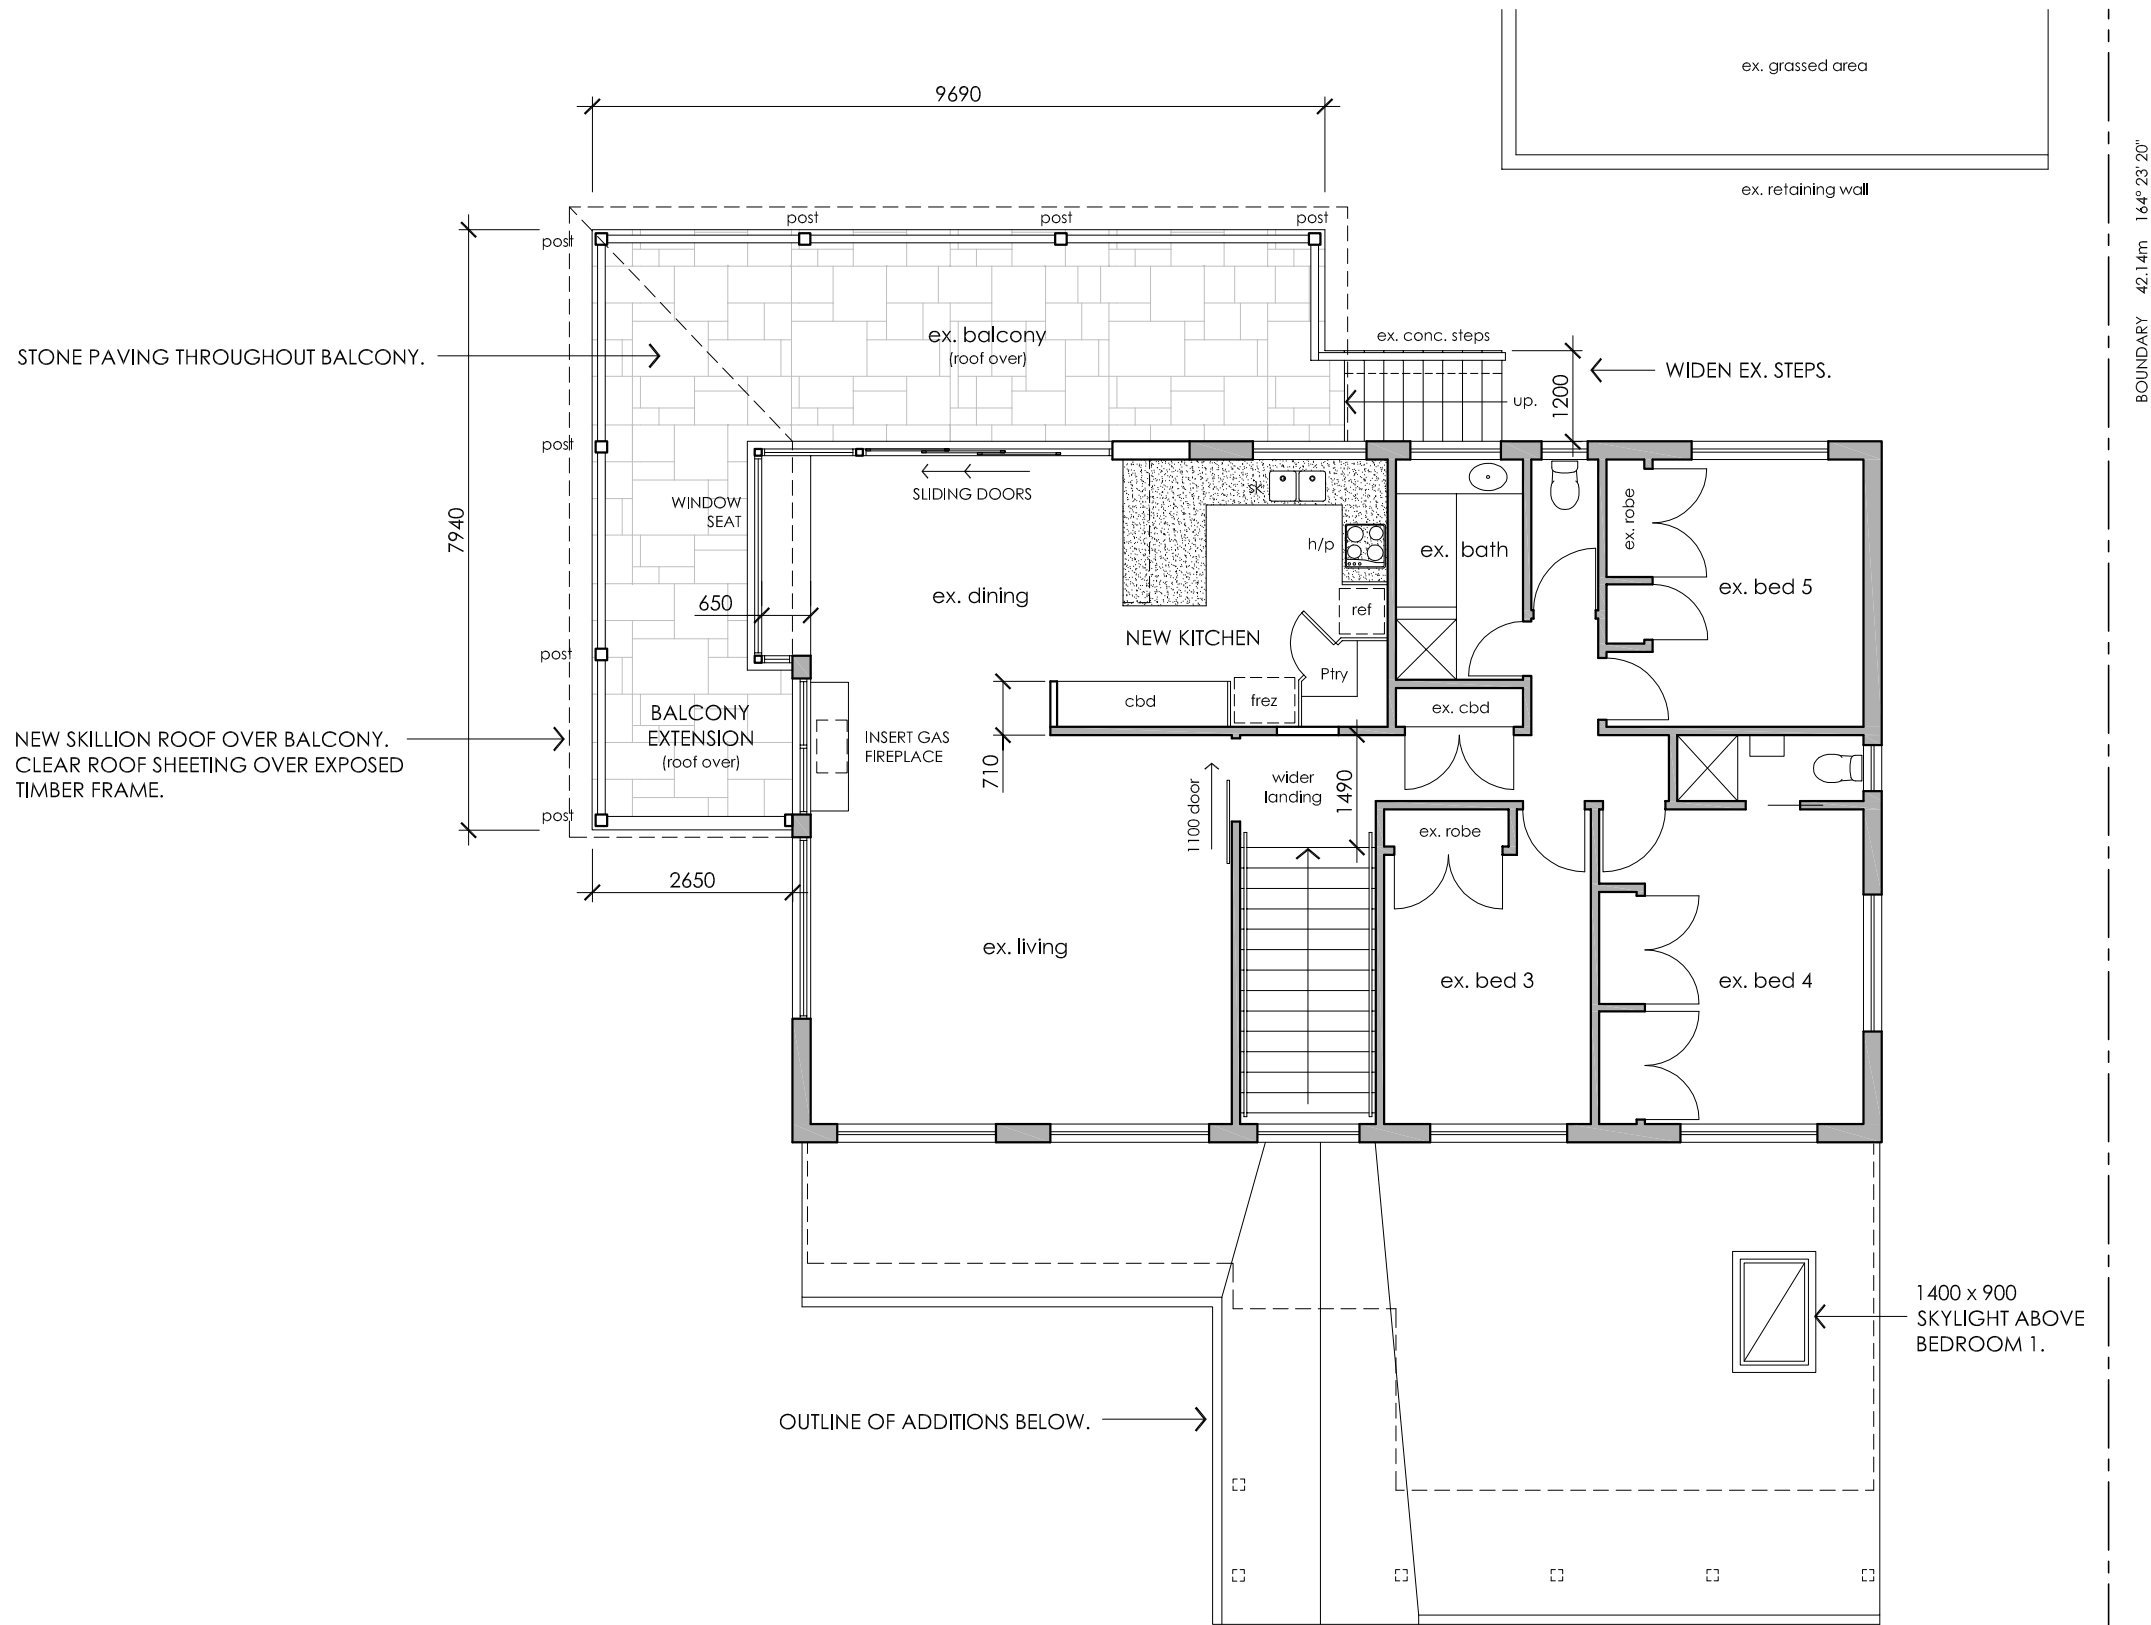 ex. grassed area
9690
ex. retaining wall
BOUNDARY 42.14m 164° 23' 20"
post
post
post
post
ex. balcony
(roof over)
ex. conc. steps
STONE PAVING THROUGHOUT BALCONY.
WIDEN EX. STEPS.
1200
up.
post
SLIDING DOORS
WINDOW
SEAT
sk
7940
h/p
ex. bath
ex. robe
ex. bed 5
650
ex. dining
ref
NEW KITCHEN
post
Ptry
cbd
frez
ex. cbd
BALCONY
EXTENSION
(roof over)
NEW SKILLION ROOF OVER BALCONY.
CLEAR ROOF SHEETING OVER EXPOSED
TIMBER FRAME.
INSERT GAS
FIREPLACE
710
wider
landing
1490
1100 door
post
ex. robe
2650
ex. living
ex. bed 3
ex. bed 4
1400 x 900
SKYLIGHT ABOVE
BEDROOM 1.
OUTLINE OF ADDITIONS BELOW.